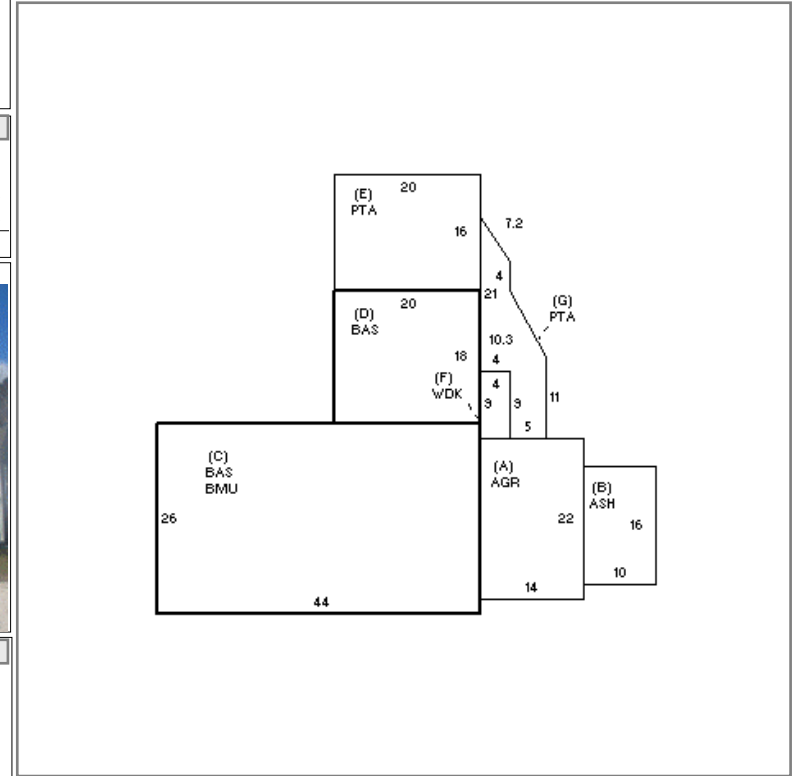 (E)
PTA
20
16
7.2
4
21
(G)
PTA
(D)
BAS
20
18
10.3
4
(F)
WDK
4
9
9
11
5
(C)
BAS
BMU
26
44
(A)
AGR
22
14
(B)
ASH
16
10